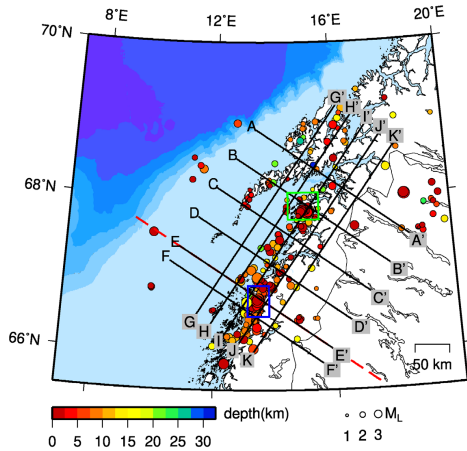 8˚E 12˚E 16˚E 20˚E
70˚N
68˚N
66˚N
A
B
C
D
E
F
G' H' I' J' K'
A'
B'
C'
D'
E'
F'
G H I J K
50 km
depth(km)
0 5 10 15 20 25 30
M_L
1 2 3